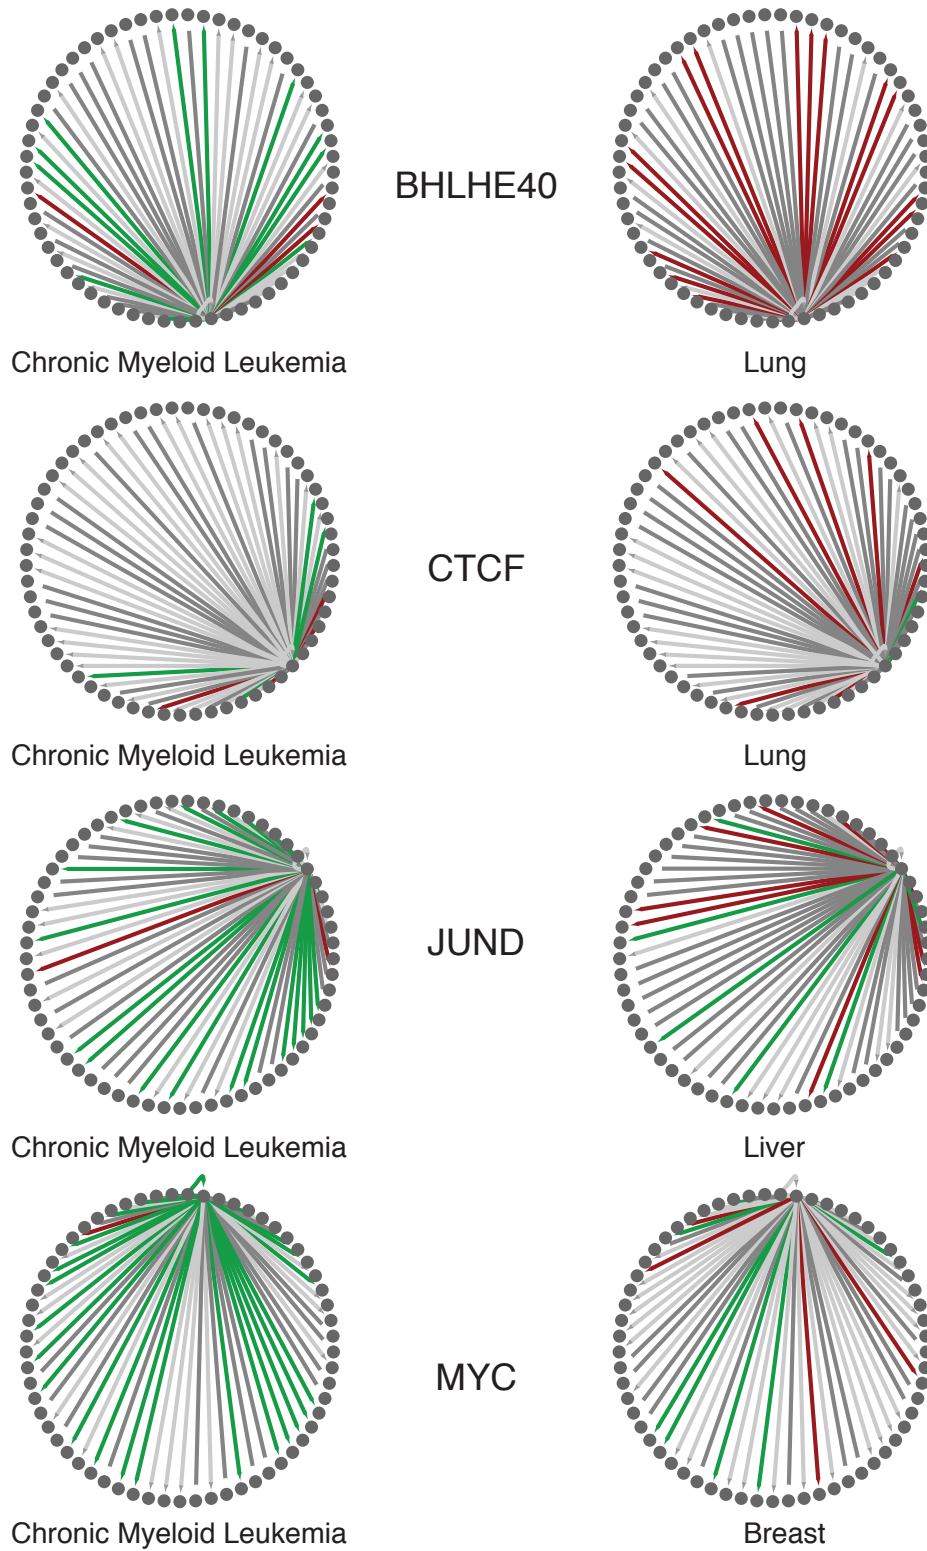 BHLHE40
Chronic Myeloid Leukemia
Lung
CTCF
Chronic Myeloid Leukemia
Lung
JUND
Chronic Myeloid Leukemia
Liver
MYC
Chronic Myeloid Leukemia
Breast